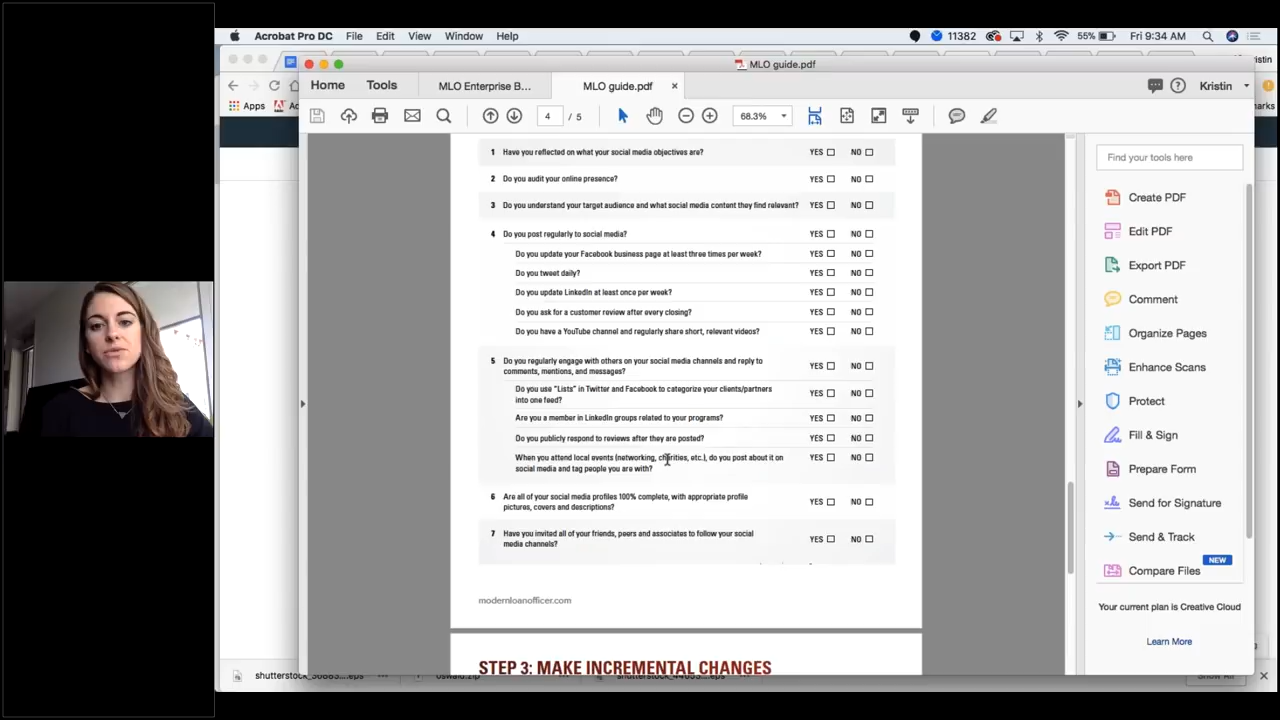 Acrobat Pro DC File Edit View Window Help 11382 55% Fri 9:34 AM
MLO guide.pdf
Home Tools MLO Enterprise B... MLO guide.pdf × Kristin
4 / 5 68.3%
Apps
Find your tools here
Create PDF
Edit PDF
Export PDF
Comment
Organize Pages
Enhance Scans
Protect
Fill & Sign
Prepare Form
Send for Signature
Send & Track
NEW
Compare Files
Your current plan is Creative Cloud
Learn More
1 Have you reflected on what your social media objectives are? YES NO
2 Do you audit your online presence? YES NO
3 Do you understand your target audience and what social media content they find relevant? YES NO
4 Do you post regularly to social media? YES NO
Do you update your Facebook business page at least three times per week? YES NO
Do you tweet daily? YES NO
Do you update LinkedIn at least once per week? YES NO
Do you ask for a customer review after every closing? YES NO
Do you have a YouTube channel and regularly share short, relevant videos? YES NO
5 Do you regularly engage with others on your social media channels and reply to
comments, mentions, and messages? YES NO
Do you use "Lists" in Twitter and Facebook to categorize your clients/partners
into one feed? YES NO
Are you a member in LinkedIn groups related to your programs? YES NO
Do you publicly respond to reviews after they are posted? YES NO
When you attend local events (networking, charities, etc.), do you post about it on
social media and tag people you are with? YES NO
6 Are all of your social media profiles 100% complete, with appropriate profile
pictures, covers and descriptions? YES NO
7 Have you invited all of your friends, peers and associates to follow your social
media channels? YES NO
modernloanofficer.com
STEP 3: MAKE INCREMENTAL CHANGES